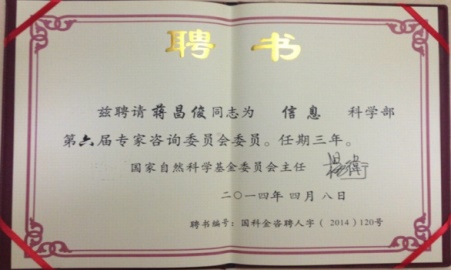 聘书
兹聘请蒋昌俊同志为 信息 科学部
第六届专家咨询委员会委员。任期三年。
国家自然科学基金委员会主任 杨卫
二〇一四年四月八日
聘书编号：国科金咨聘人字（2014）120号